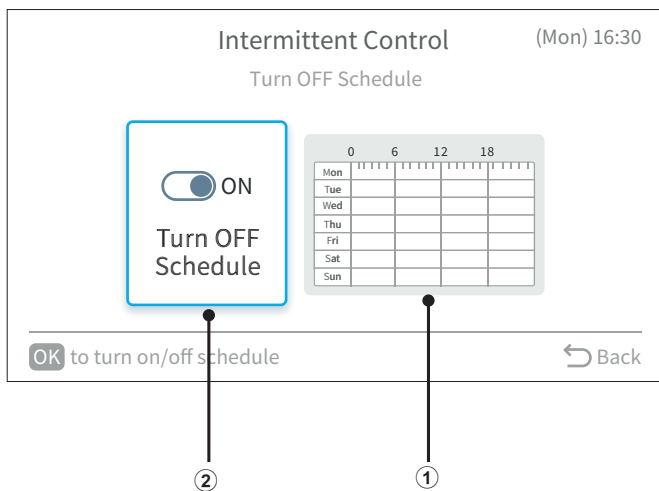 Intermittent Control (Mon) 16:30
Turn OFF Schedule
ON
Turn OFF
Schedule
0 6 12 18
Mon
Tue
Wed
Thu
Fri
Sat
Sun
OK to turn on/off schedule Back
② ①